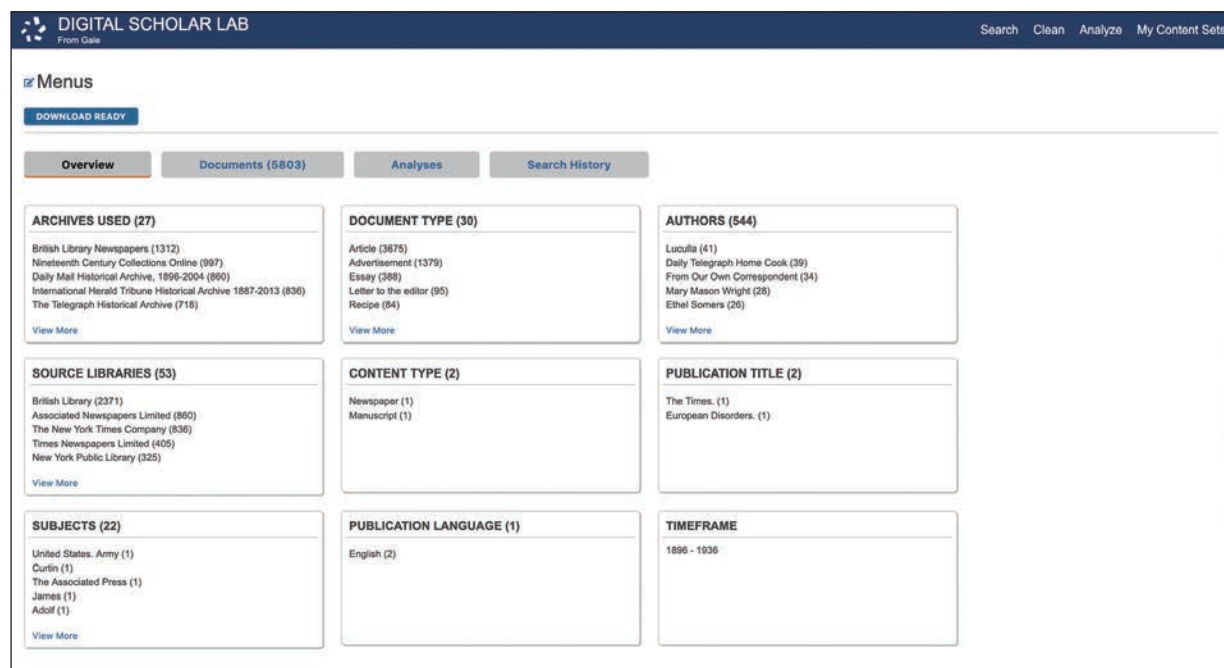 DIGITAL SCHOLAR LAB
From Gale
Search Clean Analyze My Content Sets
Menus
DOWNLOAD READY
Overview Documents (5803) Analyses Search History
ARCHIVES USED (27)
British Library Newspapers (1312)
Nineteenth Century Collections Online (997)
Daily Mail Historical Archive, 1896-2004 (860)
International Herald Tribune Historical Archive 1887-2013 (836)
The Telegraph Historical Archive (718)
View More
DOCUMENT TYPE (30)
Article (3675)
Advertisement (1379)
Essay (388)
Letter to the editor (95)
Recipe (84)
View More
AUTHORS (544)
Luculla (41)
Daily Telegraph Home Cook (39)
From Our Own Correspondent (34)
Mary Mason Wright (28)
Ethel Somers (26)
View More
SOURCE LIBRARIES (53)
British Library (2371)
Associated Newspapers Limited (860)
The New York Times Company (836)
Times Newspapers Limited (405)
New York Public Library (325)
View More
CONTENT TYPE (2)
Newspaper (1)
Manuscript (1)
PUBLICATION TITLE (2)
The Times. (1)
European Disorders. (1)
SUBJECTS (22)
United States. Army (1)
Curtin (1)
The Associated Press (1)
James (1)
Adolf (1)
View More
PUBLICATION LANGUAGE (1)
English (2)
TIMEFRAME
1896 - 1936